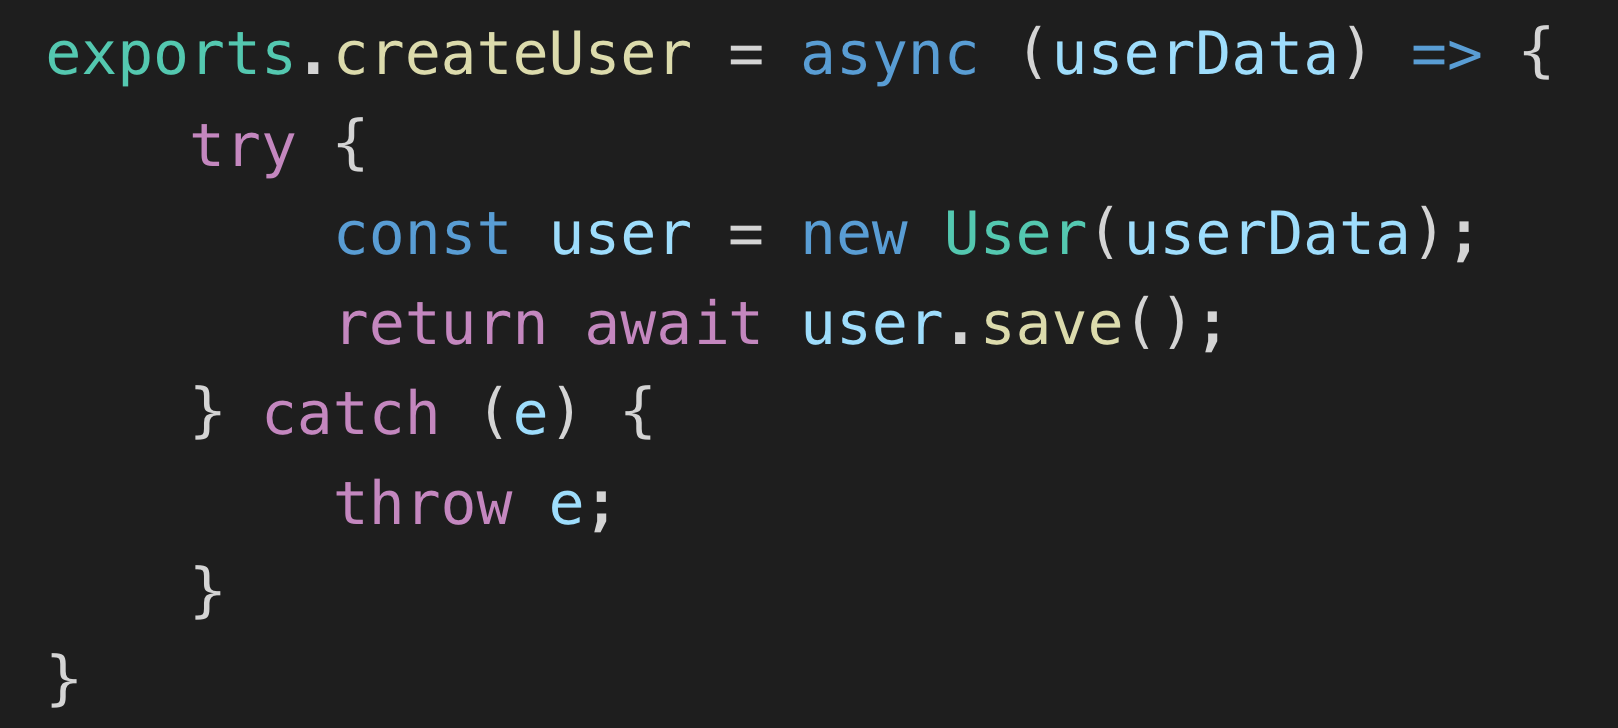 exports.createUser = async (userData) => {
    try {
        const user = new User(userData);
        return await user.save();
    } catch (e) {
        throw e;
    }
}